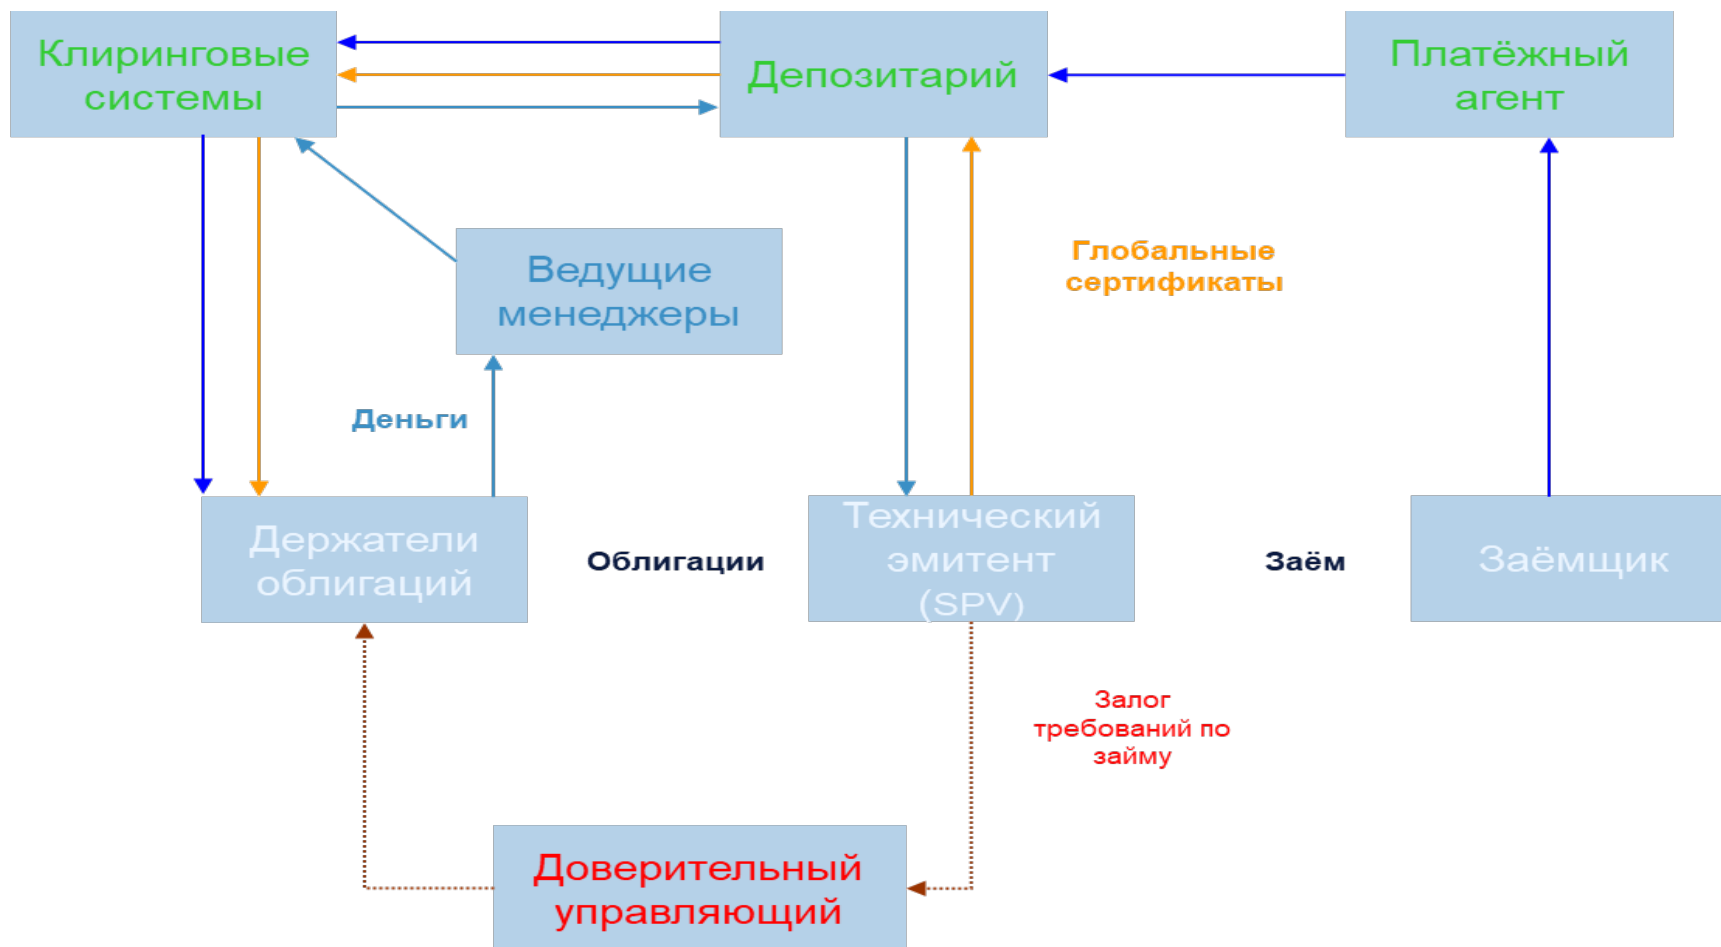 Клиринговые
системы
Депозитарий
Платёжный
агент
Ведущие
менеджеры
Глобальные
сертификаты
Деньги
Держатели
облигаций
Облигации
Технический
эмитент
(SPV)
Заём
Заёмщик
Залог
требований по
займу
Доверительный
управляющий